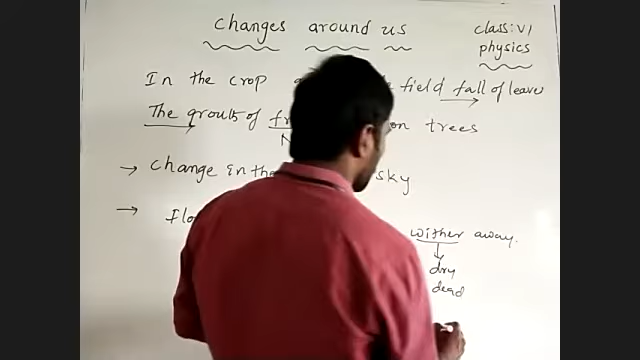 changes around us
class: VI
physics
In the crop field fall of leave
The growth of on trees
→ change in the sky
→ Flo
wither away.
dry
dead